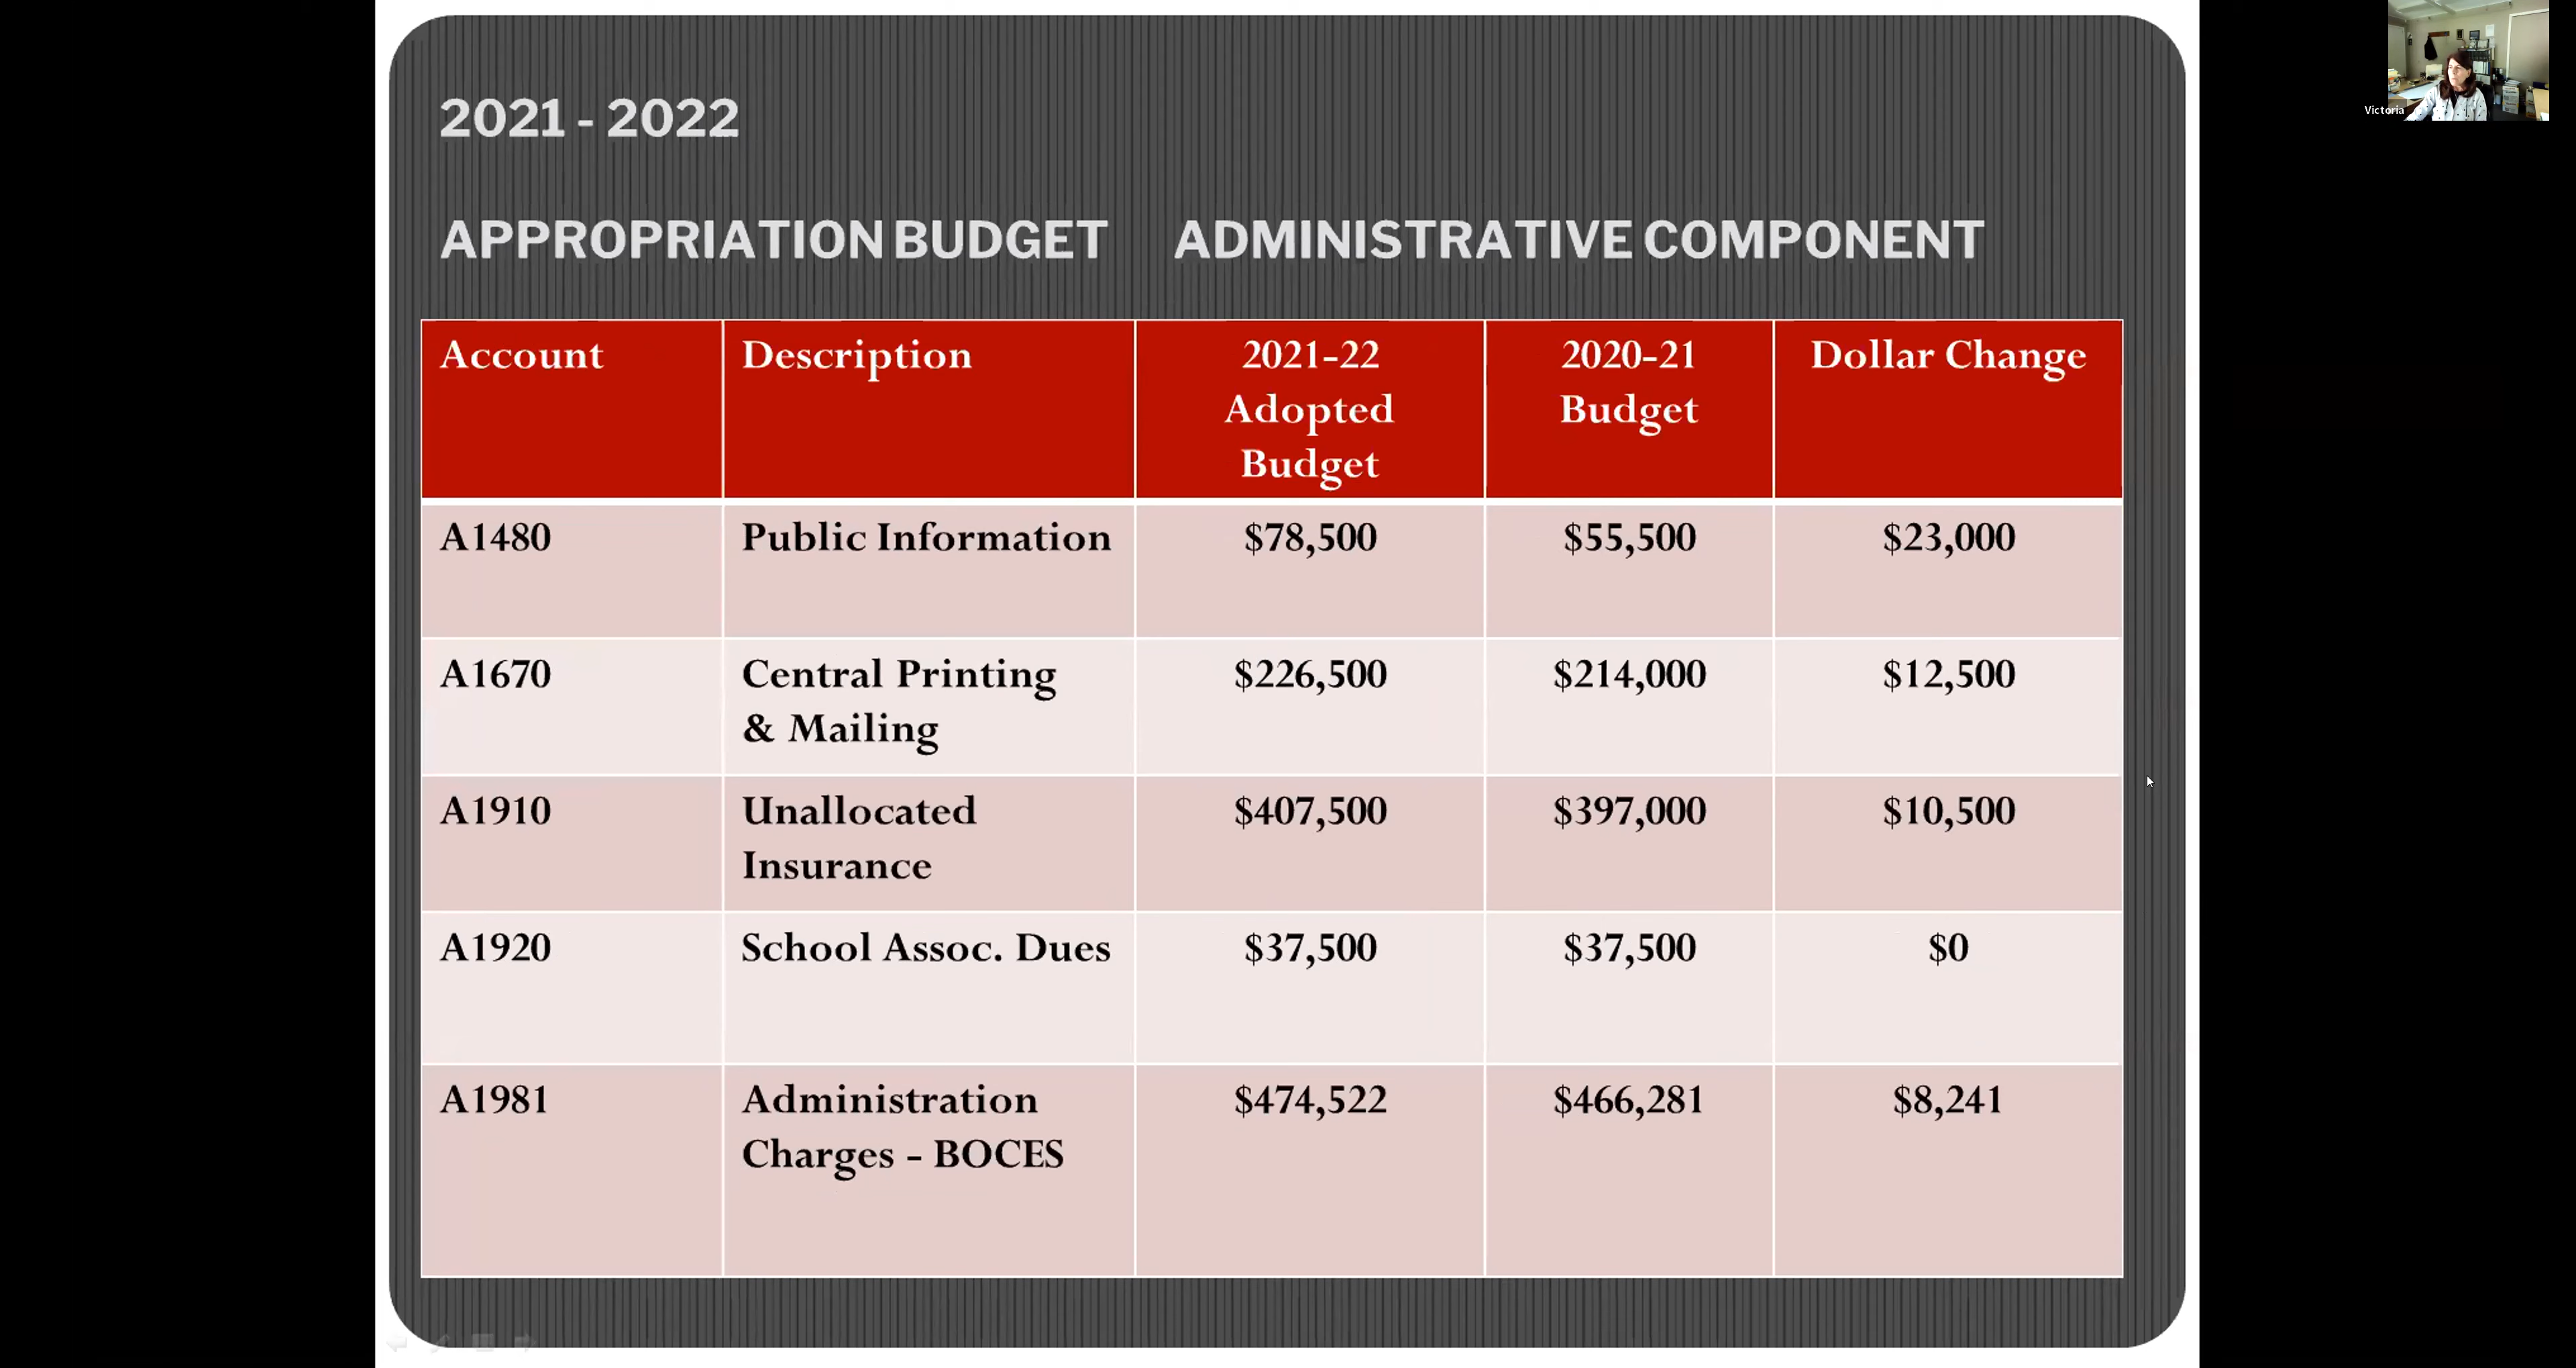 2021 - 2022
APPROPRIATION BUDGET ADMINISTRATIVE COMPONENT
Account Description 2021-22 2020-21 Dollar Change
Adopted Budget
Budget
A1480 Public Information $78,500 $55,500 $23,000
A1670 Central Printing $226,500 $214,000 $12,500
& Mailing
A1910 Unallocated $407,500 $397,000 $10,500
Insurance
A1920 School Assoc. Dues $37,500 $37,500 $0
A1981 Administration $474,522 $466,281 $8,241
Charges - BOCES
Victoria